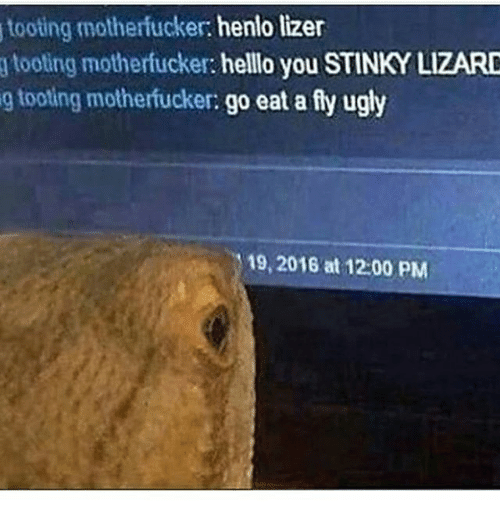 tooting motherfucker: henlo lizer
g tooting motherfucker: helllo you STINKY LIZARD
g tooting motherfucker: go eat a fly ugly
19, 2016 at 12:00 PM